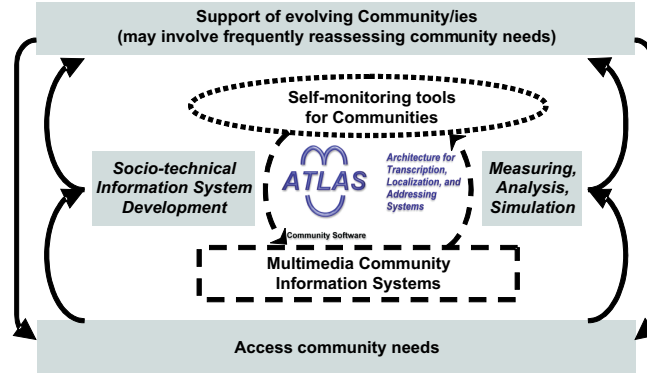 Support of evolving Community/ies
(may involve frequently reassessing community needs)
Self-monitoring tools
for Communities
Socio-technical
Information System
Development
ATLAS
Architecture for
Transcription,
Localization, and
Addressing
Systems
Measuring,
Analysis,
Simulation
Community Software
Multimedia Community
Information Systems
Access community needs